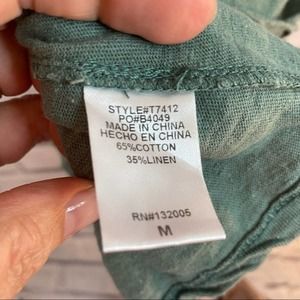 STYLE#T7412
PO#B4049
MADE IN CHINA
HECHO EN CHINA
65%COTTON
35%LINEN
RN#132005
M